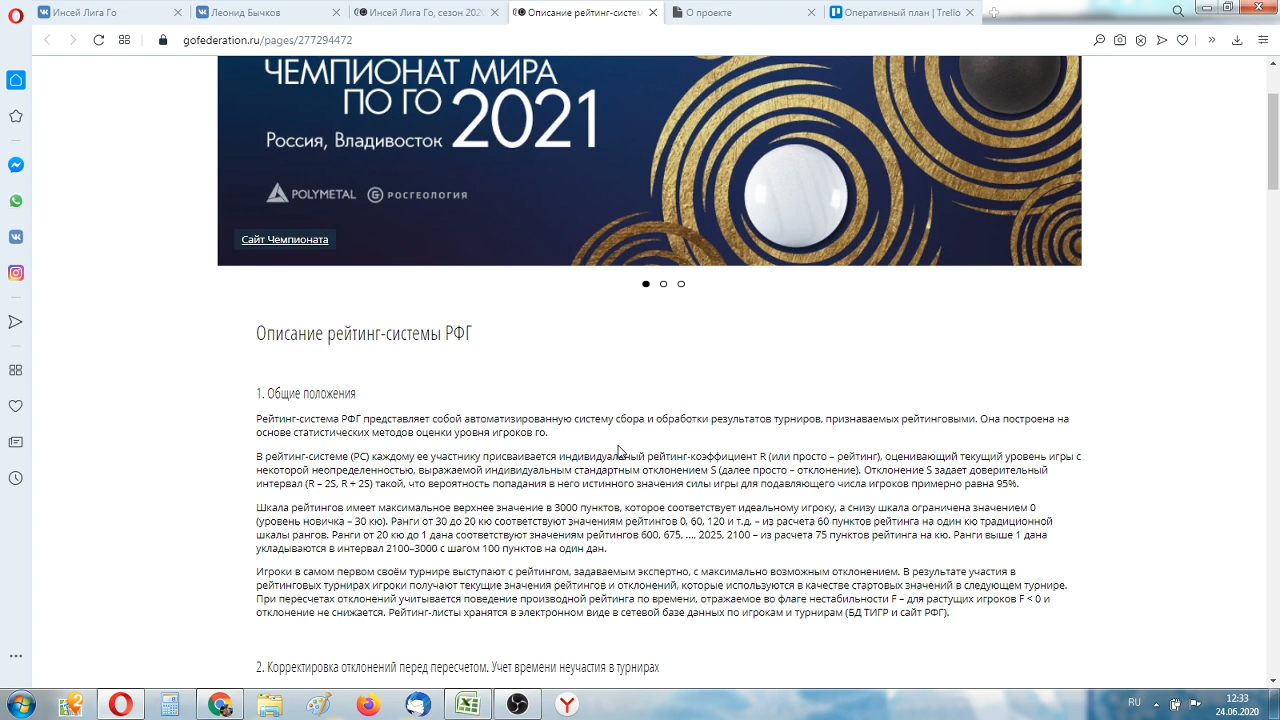 Инсей Лига Го
Леонид Бычков
Инсей Лига Го, сезон 202
Описание рейтинг-систем
О проекте
Оперативный план | Trello
gofederation.ru/pages/277294472
ЧЕМПИОНАТ МИРА
ПО ГО 2021
Россия, Владивосток
POLYMETAL РОСГЕОЛОГИЯ
Сайт Чемпионата
Описание рейтинг-системы РФГ
1. Общие положения
Рейтинг-система РФГ представляет собой автоматизированную систему сбора и обработки результатов турниров, признаваемых рейтинговыми. Она построена на
основе статистических методов оценки уровня игроков го.
В рейтинг-системе (РС) каждому ее участнику присваивается индивидуальный рейтинг-коэффициент R (или просто – рейтинг), оценивающий текущий уровень игры с
некоторой неопределенностью, выражаемой индивидуальным стандартным отклонением S (далее просто – отклонение). Отклонение S задает доверительный
интервал (R – 2S, R + 2S) такой, что вероятность попадания в него истинного значения силы игры для подавляющего числа игроков примерно равна 95%.
Шкала рейтингов имеет максимальное верхнее значение в 3000 пунктов, которое соответствует идеальному игроку, а снизу шкала ограничена значением 0
(уровень новичка – 30 кю). Ранги от 30 до 20 кю соответствуют значениям рейтингов 0, 60, 120 и т.д. – из расчета 60 пунктов рейтинга на один кю традиционной
шкалы рангов. Ранги от 20 кю до 1 дана соответствуют значениям рейтингов 600, 675, …, 2025, 2100 – из расчета 75 пунктов рейтинга на кю. Ранги выше 1 дана
укладываются в интервал 2100–3000 с шагом 100 пунктов на один дан.
Игроки в самом первом своём турнире выступают с рейтингом, задаваемым экспертно, с максимально возможным отклонением. В результате участия в
рейтинговых турнирах игроки получают текущие значения рейтингов и отклонений, которые используются в качестве стартовых значений в следующем турнире.
При пересчетах отклонений учитывается поведение производной рейтинга по времени, отражаемое во флаге нестабильности F – для растущих игроков F < 0 и
отклонение не снижается. Рейтинг-листы хранятся в электронном виде в сетевой базе данных по игрокам и турнирам (БД ТИГР и сайт РФГ).
2. Корректировка отклонений перед пересчетом. Учет времени неучастия в турнирах
RU
12:33
24.06.2020